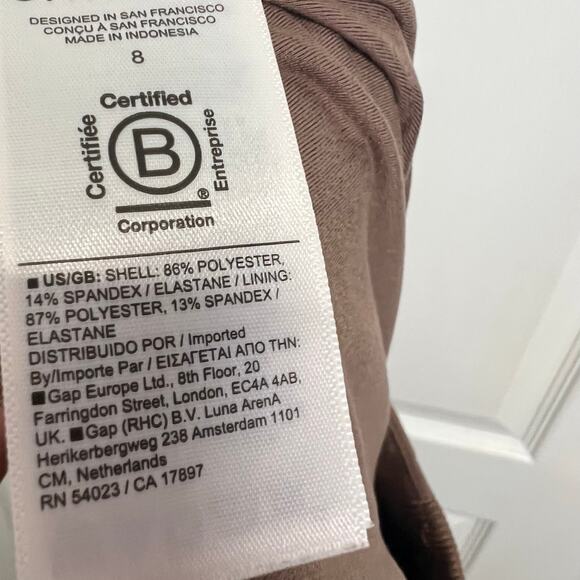 DESIGNED IN SAN FRANCISCO
CONÇU À SAN FRANCISCO
MADE IN INDONESIA
8
Certified
Certifiée
B
Entreprise
®
Corporation
■ US/GB: SHELL: 86% POLYESTER,
14% SPANDEX / ELASTANE / LINING:
87% POLYESTER, 13% SPANDEX /
ELASTANE
DISTRIBUIDO POR / Imported
By/Importe Par / ΕΙΣΑΓΕΤΑΙ ΑΠΟ ΤΗΝ:
■ Gap Europe Ltd., 8th Floor, 20
Farringdon Street, London, EC4A 4AB,
UK. ■ Gap (RHC) B.V. Luna ArenA
Herikerbergweg 238 Amsterdam 1101
CM, Netherlands
RN 54023 / CA 17897